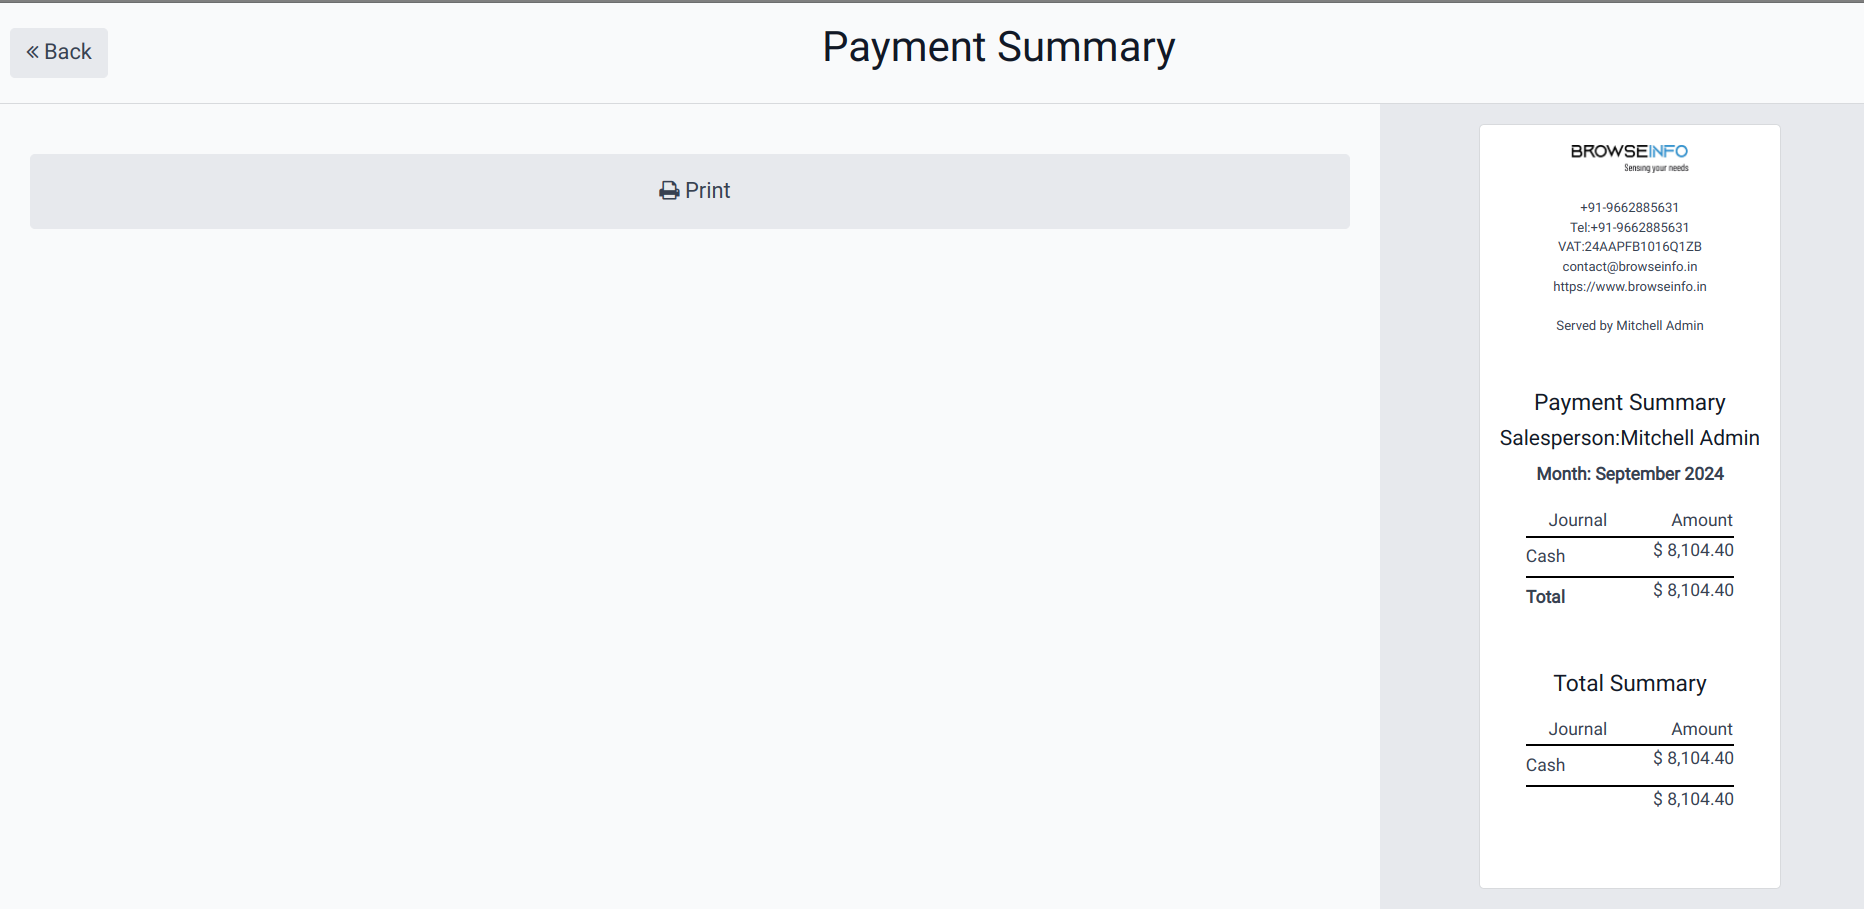 « Back
Payment Summary
Print
BROWSEINFO
Sensing your needs
+91-9662885631
Tel:+91-9662885631
VAT:24AAPFB1016Q1ZB
contact@browseinfo.in
https://www.browseinfo.in
Served by Mitchell Admin
Payment Summary
Salesperson:Mitchell Admin
Month: September 2024
Journal Amount
Cash $ 8,104.40
Total $ 8,104.40
Total Summary
Journal Amount
Cash $ 8,104.40
$ 8,104.40